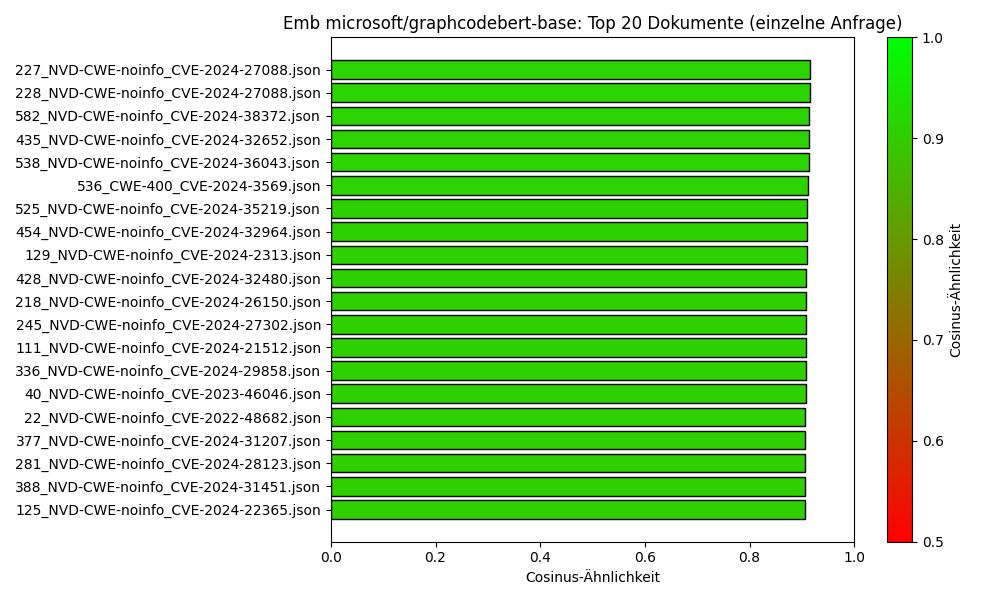 Emb microsoft/graphcodebert-base: Top 20 Dokumente (einzelne Anfrage)
227_NVD-CWE-noinfo_CVE-2024-27088.json
228_NVD-CWE-noinfo_CVE-2024-27088.json
582_NVD-CWE-noinfo_CVE-2024-38372.json
435_NVD-CWE-noinfo_CVE-2024-32652.json
538_NVD-CWE-noinfo_CVE-2024-36043.json
536_CWE-400_CVE-2024-3569.json
525_NVD-CWE-noinfo_CVE-2024-35219.json
454_NVD-CWE-noinfo_CVE-2024-32964.json
129_NVD-CWE-noinfo_CVE-2024-2313.json
428_NVD-CWE-noinfo_CVE-2024-32480.json
218_NVD-CWE-noinfo_CVE-2024-26150.json
245_NVD-CWE-noinfo_CVE-2024-27302.json
111_NVD-CWE-noinfo_CVE-2024-21512.json
336_NVD-CWE-noinfo_CVE-2024-29858.json
40_NVD-CWE-noinfo_CVE-2023-46046.json
22_NVD-CWE-noinfo_CVE-2022-48682.json
377_NVD-CWE-noinfo_CVE-2024-31207.json
281_NVD-CWE-noinfo_CVE-2024-28123.json
388_NVD-CWE-noinfo_CVE-2024-31451.json
125_NVD-CWE-noinfo_CVE-2024-22365.json
0.0 0.2 0.4 0.6 0.8 1.0
Cosinus-Ähnlichkeit
1.0
0.9
0.8
0.7
0.6
0.5
Cosinus-Ähnlichkeit